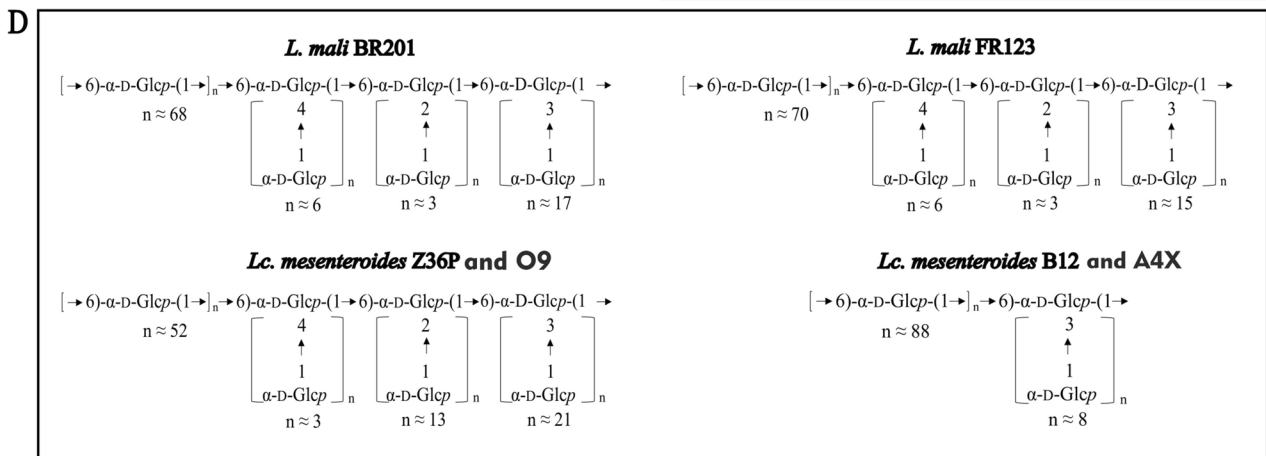 D
L. mali BR201
[→6)-α-D-Glcp-(1→]n→6)-α-D-Glcp-(1→6)-α-D-Glcp-(1→6)-α-D-Glcp-(1 →
n ≈ 68
4 2 3
↑ ↑ ↑
1 1 1
[α-D-Glcp]n [α-D-Glcp]n [α-D-Glcp]n
n ≈ 6 n ≈ 3 n ≈ 17
L. mali FR123
[→6)-α-D-Glcp-(1→]n→6)-α-D-Glcp-(1→6)-α-D-Glcp-(1→6)-α-D-Glcp-(1 →
n ≈ 70
4 2 3
↑ ↑ ↑
1 1 1
[α-D-Glcp]n [α-D-Glcp]n [α-D-Glcp]n
n ≈ 6 n ≈ 3 n ≈ 15
Lc. mesenteroides Z36P and O9
[→6)-α-D-Glcp-(1→]n→6)-α-D-Glcp-(1→6)-α-D-Glcp-(1→6)-α-D-Glcp-(1 →
n ≈ 52
4 2 3
↑ ↑ ↑
1 1 1
[α-D-Glcp]n [α-D-Glcp]n [α-D-Glcp]n
n ≈ 3 n ≈ 13 n ≈ 21
Lc. mesenteroides B12 and A4X
[→6)-α-D-Glcp-(1→]n→6)-α-D-Glcp-(1→
n ≈ 88
3
↑
1
[α-D-Glcp]n
n ≈ 8